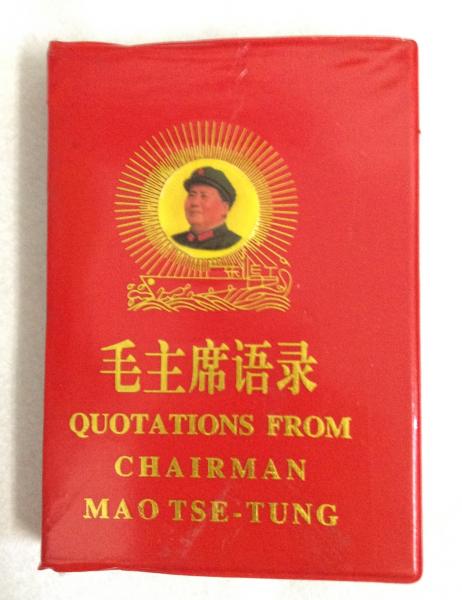 毛主席语录
QUOTATIONS FROM
CHAIRMAN
MAO TSE-TUNG